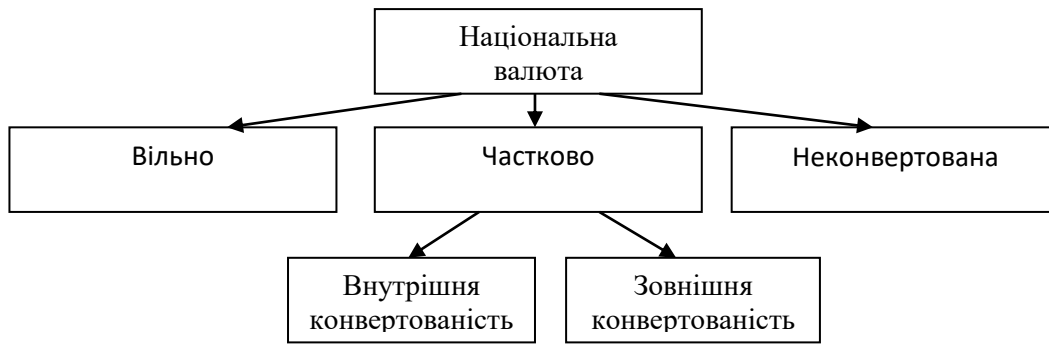 Національна
валюта
Вільно
Частково
Неконвертована
Внутрішня
конвертованість
Зовнішня
конвертованість